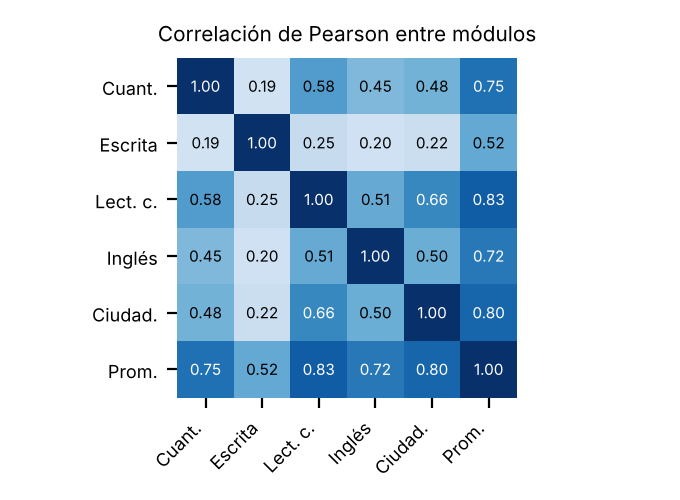 Correlación de Pearson entre módulos
Cuant. 1.00 0.19 0.58 0.45 0.48 0.75
Escrita 0.19 1.00 0.25 0.20 0.22 0.52
Lect. c. 0.58 0.25 1.00 0.51 0.66 0.83
Inglés 0.45 0.20 0.51 1.00 0.50 0.72
Ciudad. 0.48 0.22 0.66 0.50 1.00 0.80
Prom. 0.75 0.52 0.83 0.72 0.80 1.00
Cuant. Escrita Lect. c. Inglés Ciudad. Prom.